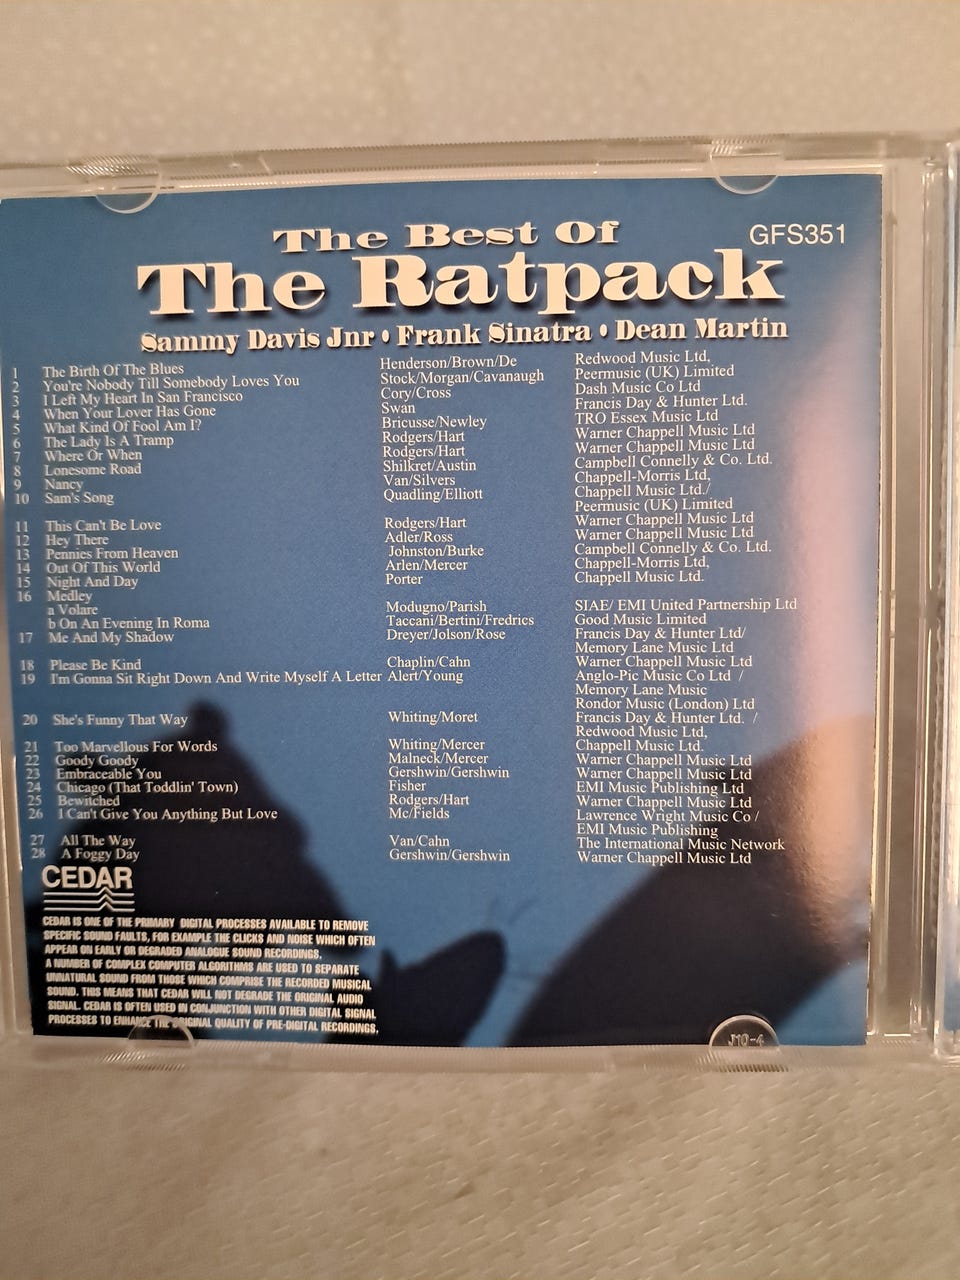 The Best Of
GFS351
The Ratpack
Sammy Davis Jnr • Frank Sinatra • Dean Martin
1 The Birth Of The Blues Henderson/Brown/De Redwood Music Ltd,
Peermusic (UK) Limited
2 You're Nobody Till Somebody Loves You Stock/Morgan/Cavanaugh Dash Music Co Ltd
3 I Left My Heart In San Francisco Cory/Cross Francis Day & Hunter Ltd.
4 When Your Lover Has Gone Swan TRO Essex Music Ltd
5 What Kind Of Fool Am I? Bricusse/Newley Warner Chappell Music Ltd
6 The Lady Is A Tramp Rodgers/Hart Warner Chappell Music Ltd
7 Where Or When Rodgers/Hart Campbell Connelly & Co. Ltd.
8 Lonesome Road Shilkret/Austin Chappell-Morris Ltd,
9 Nancy Van/Silvers Chappell Music Ltd./
10 Sam's Song Quadling/Elliott Peermusic (UK) Limited
11 This Can't Be Love Rodgers/Hart Warner Chappell Music Ltd
12 Hey There Adler/Ross Warner Chappell Music Ltd
13 Pennies From Heaven Johnston/Burke Campbell Connelly & Co. Ltd.
14 Out Of This World Arlen/Mercer Chappell-Morris Ltd,
15 Night And Day Porter Chappell Music Ltd.
16 Medley
a Volare Modugno/Parish SIAE/ EMI United Partnership Ltd
b On An Evening In Roma Taccani/Bertini/Fredrics Good Music Limited
17 Me And My Shadow Dreyer/Jolson/Rose Francis Day & Hunter Ltd/
Memory Lane Music Ltd
18 Please Be Kind Chaplin/Cahn Warner Chappell Music Ltd
19 I'm Gonna Sit Right Down And Write Myself A Letter Alert/Young Anglo-Pic Music Co Ltd /
Memory Lane Music
Rondor Music (London) Ltd
20 She's Funny That Way Whiting/Moret Francis Day & Hunter Ltd. /
Redwood Music Ltd,
21 Too Marvellous For Words Whiting/Mercer Chappell Music Ltd.
22 Goody Goody Malneck/Mercer Warner Chappell Music Ltd
23 Embraceable You Gershwin/Gershwin Warner Chappell Music Ltd
24 Chicago (That Toddlin' Town) Fisher EMI Music Publishing Ltd
25 Bewitched Rodgers/Hart Warner Chappell Music Ltd
26 I Can't Give You Anything But Love Mc/Fields Lawrence Wright Music Co /
EMI Music Publishing
27 All The Way Van/Cahn The International Music Network
28 A Foggy Day Gershwin/Gershwin Warner Chappell Music Ltd
CEDAR
CEDAR IS ONE OF THE PRIMARY DIGITAL PROCESSES AVAILABLE TO REMOVE
SPECIFIC SOUND FAULTS, FOR EXAMPLE THE CLICKS AND NOISE WHICH OFTEN
APPEAR ON EARLY OR DEGRADED ANALOGUE SOUND RECORDINGS.
A NUMBER OF COMPLEX COMPUTER ALGORITHMS ARE USED TO SEPARATE
UNNATURAL SOUND FROM THOSE WHICH COMPRISE THE RECORDED MUSICAL
SOUND. THIS MEANS THAT CEDAR WILL NOT DEGRADE THE ORIGINAL AUDIO
SIGNAL. CEDAR IS OFTEN USED IN CONJUNCTION WITH OTHER DIGITAL SIGNAL
PROCESSES TO ENHANCE THE ORIGINAL QUALITY OF PRE-DIGITAL RECORDINGS.
J10-4